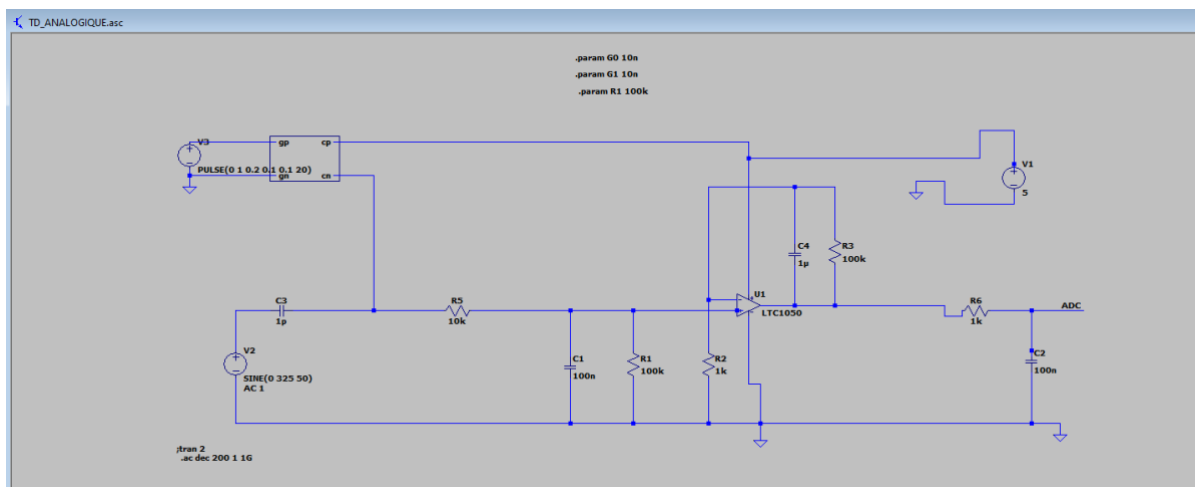 TD_ANALOGIQUE.asc
.param G0 10n
.param G1 10n
.param R1 100k
V3
gp
cp
PULSE(0 1 0.2 0.1 0.1 20)
gn
cn
V1
5
C4
1µ
R3
100k
C3
1p
R5
10k
U1
LTC1050
R6
1k
ADC
V2
SINE(0 325 50)
AC 1
C1
100n
R1
100k
R2
1k
C2
100n
;tran 2
.ac dec 200 1 1G